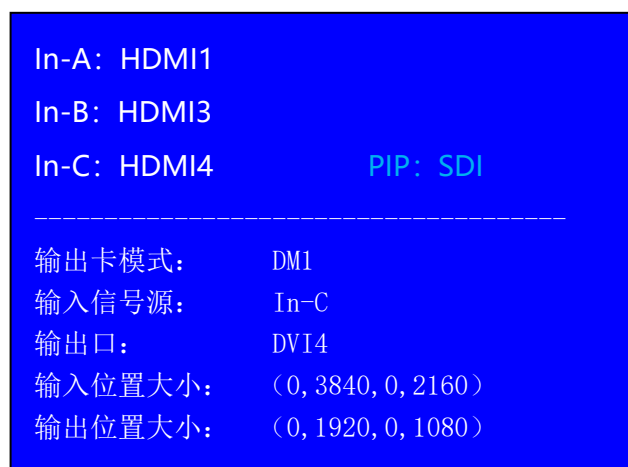 In-A：HDMI1
In-B：HDMI3
In-C：HDMI4 PIP：SDI
--------------------------------------
输出卡模式： DM1
输入信号源： In-C
输出口： DVI4
输入位置大小： （0,3840,0,2160）
输出位置大小： （0,1920,0,1080）